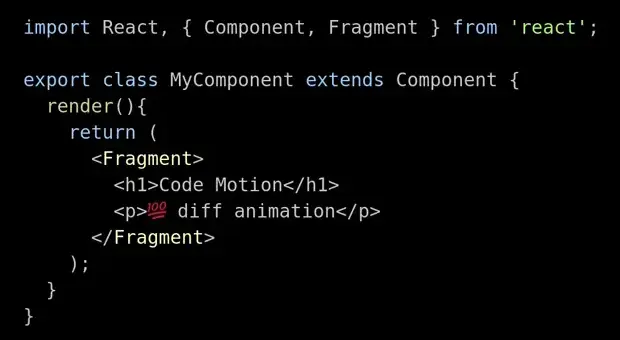 import React, { Component, Fragment } from 'react';

export class MyComponent extends Component {
  render(){
    return (
      <Fragment>
        <h1>Code Motion</h1>
        <p>💯 diff animation</p>
      </Fragment>
    );
  }
}